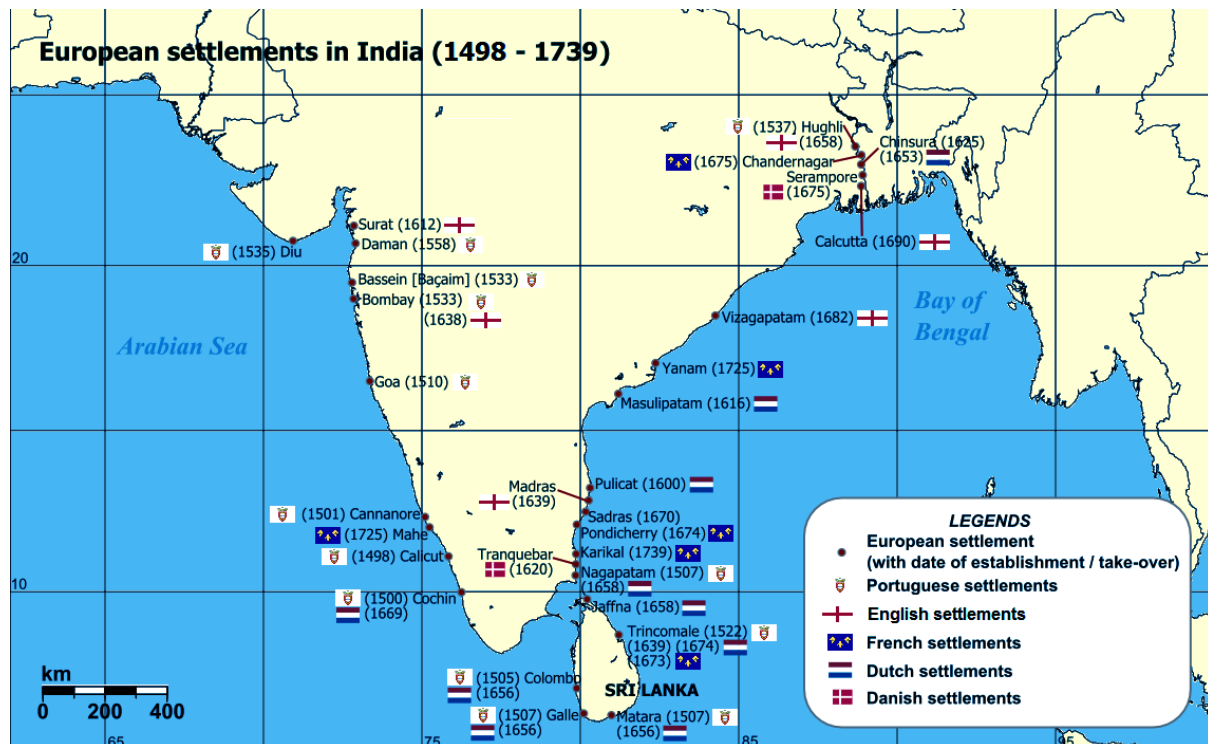 European settlements in India (1498 - 1739)
(1537) Hughli
(1658)
Chinsura (1625)
(1653)
(1675) Chandernagar
Serampore
(1675)
Surat (1612)
Daman (1558)
Calcutta (1690)
(1535) Diu
20
Bassein [Baçaim] (1533)
Bombay (1533)
(1638)
Bay of
Bengal
Vizagapatam (1682)
Arabian Sea
Yanam (1725)
Goa (1510)
Masulipatam (1616)
Pulicat (1600)
Madras
(1639)
(1501) Cannanore
Sadras (1670)
(1725) Mahe
Pondicherry (1674)
(1498) Calicut
Karikal (1739)
Tranquebar
(1620)
Nagapatam (1507)
(1658)
10
(1500) Cochin
(1669)
Jaffna (1658)
Trincomale (1522)
(1639) (1674)
(1673)
(1505) Colombo
(1656)
SRI LANKA
(1507) Galle
(1656)
Matara (1507)
(1656)
km
0 200 400
65
75
85
95
LEGENDS
European settlement
(with date of establishment / take-over)
Portuguese settlements
English settlements
French settlements
Dutch settlements
Danish settlements